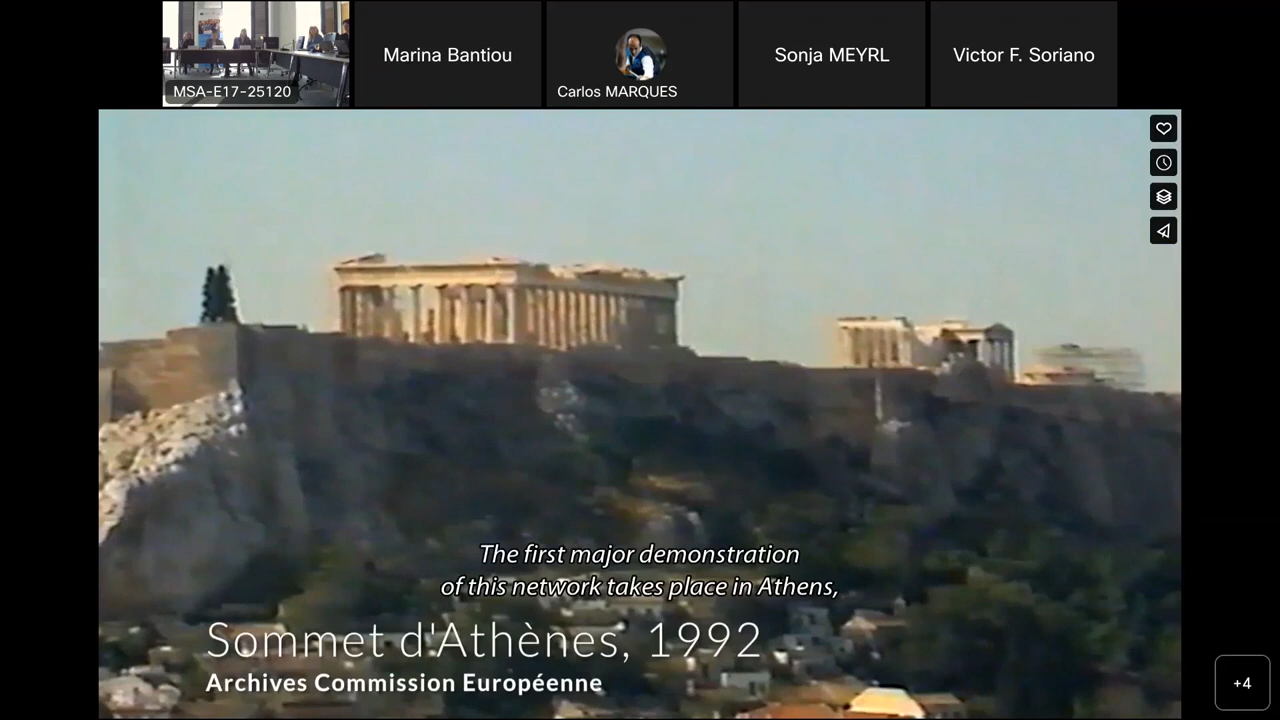 MSA-E17-25120
Marina Bantiou
Carlos MARQUES
Sonja MEYRL
Victor F. Soriano
The first major demonstration
of this network takes place in Athens,
Sommet d'Athènes, 1992
Archives Commission Européenne
+4